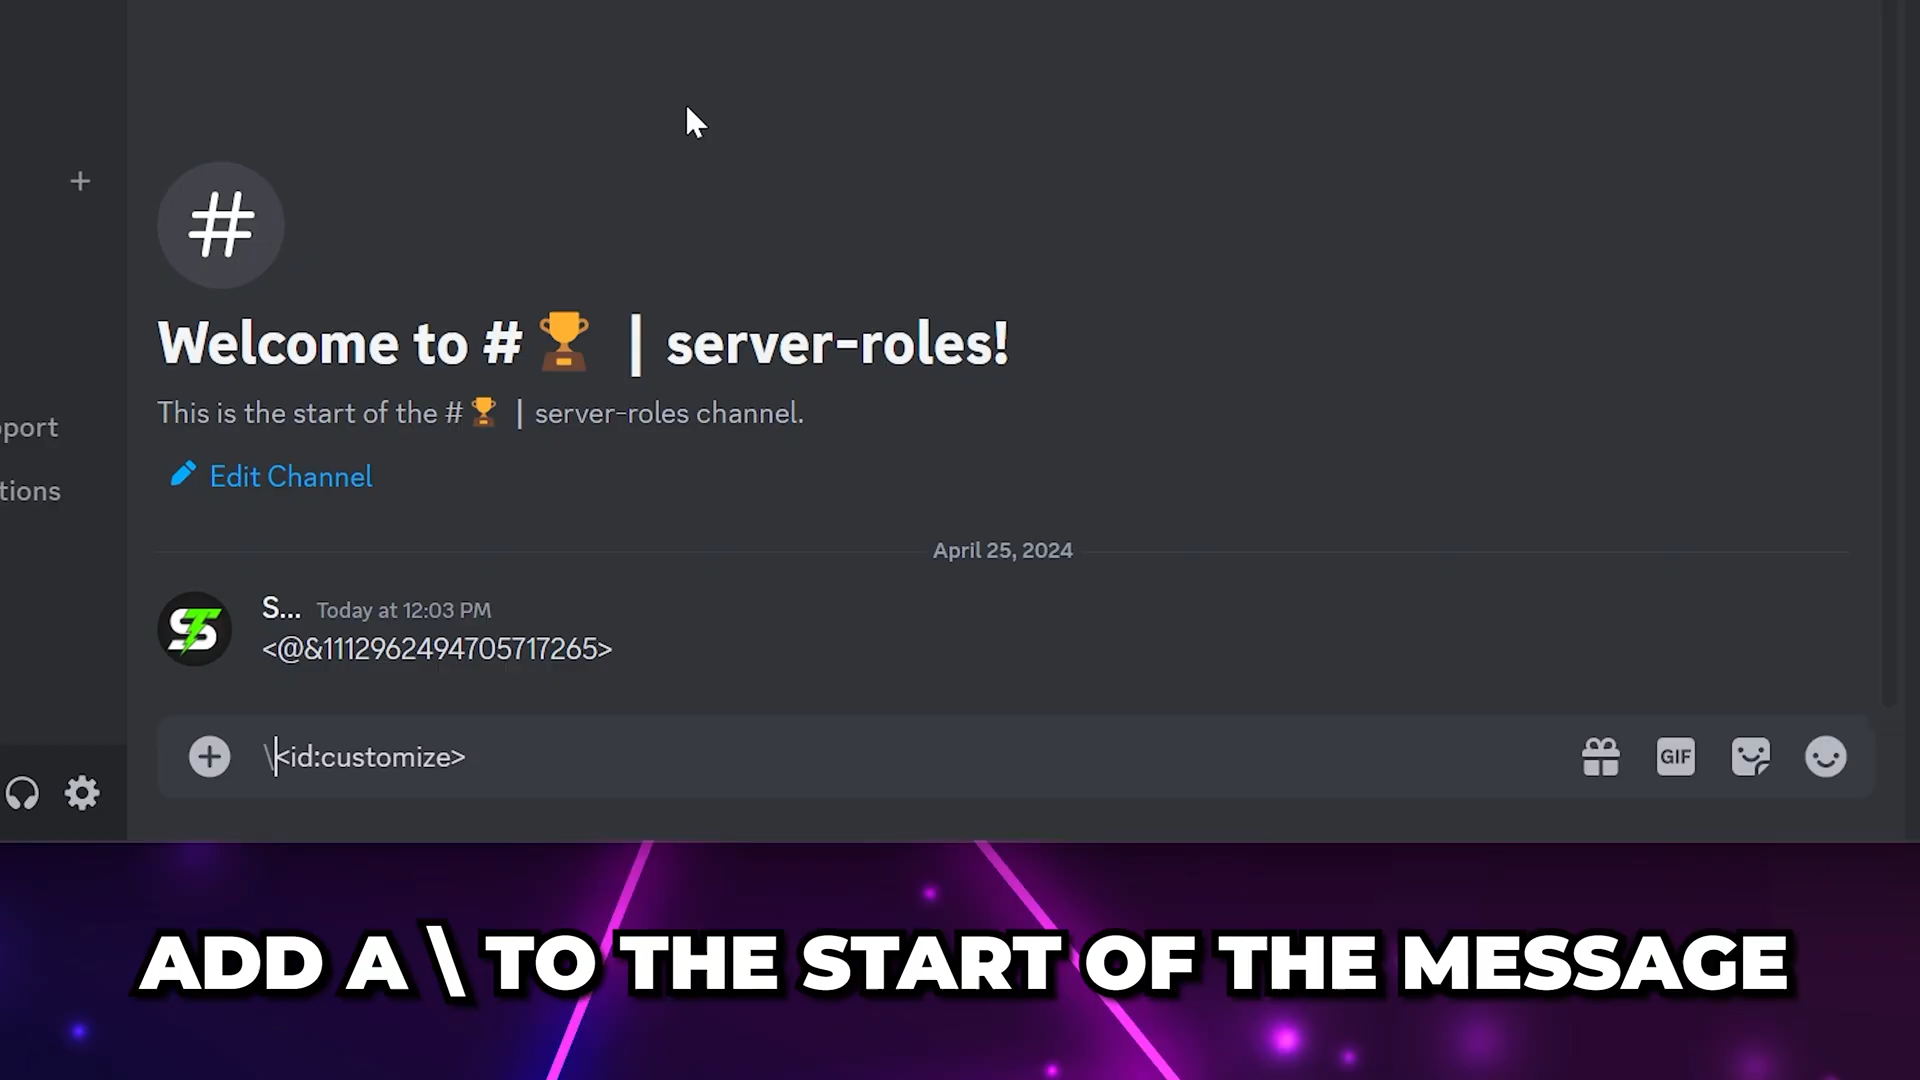 Welcome to #🏆 | server-roles!
This is the start of the #🏆 | server-roles channel.
Edit Channel
pport
tions
April 25, 2024
S... Today at 12:03 PM
<@&1112962494705717265>
\<id:customize>
GIF
ADD A \ TO THE START OF THE MESSAGE